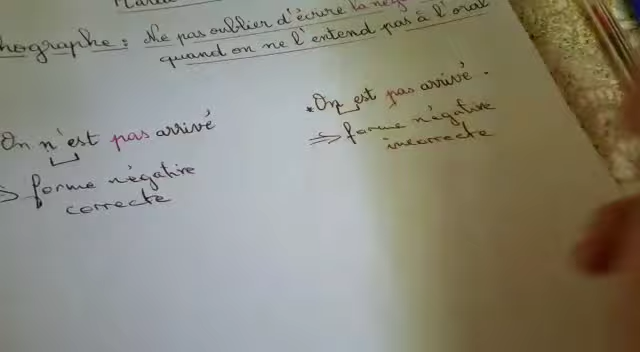 Ne pas oublier d'écrire la nég
quand on ne l'entend pas à l'oral
On n'est pas arrivé
forme négative
correcte
*On est pas arrivé.
⇒ forme négative
incorrecte